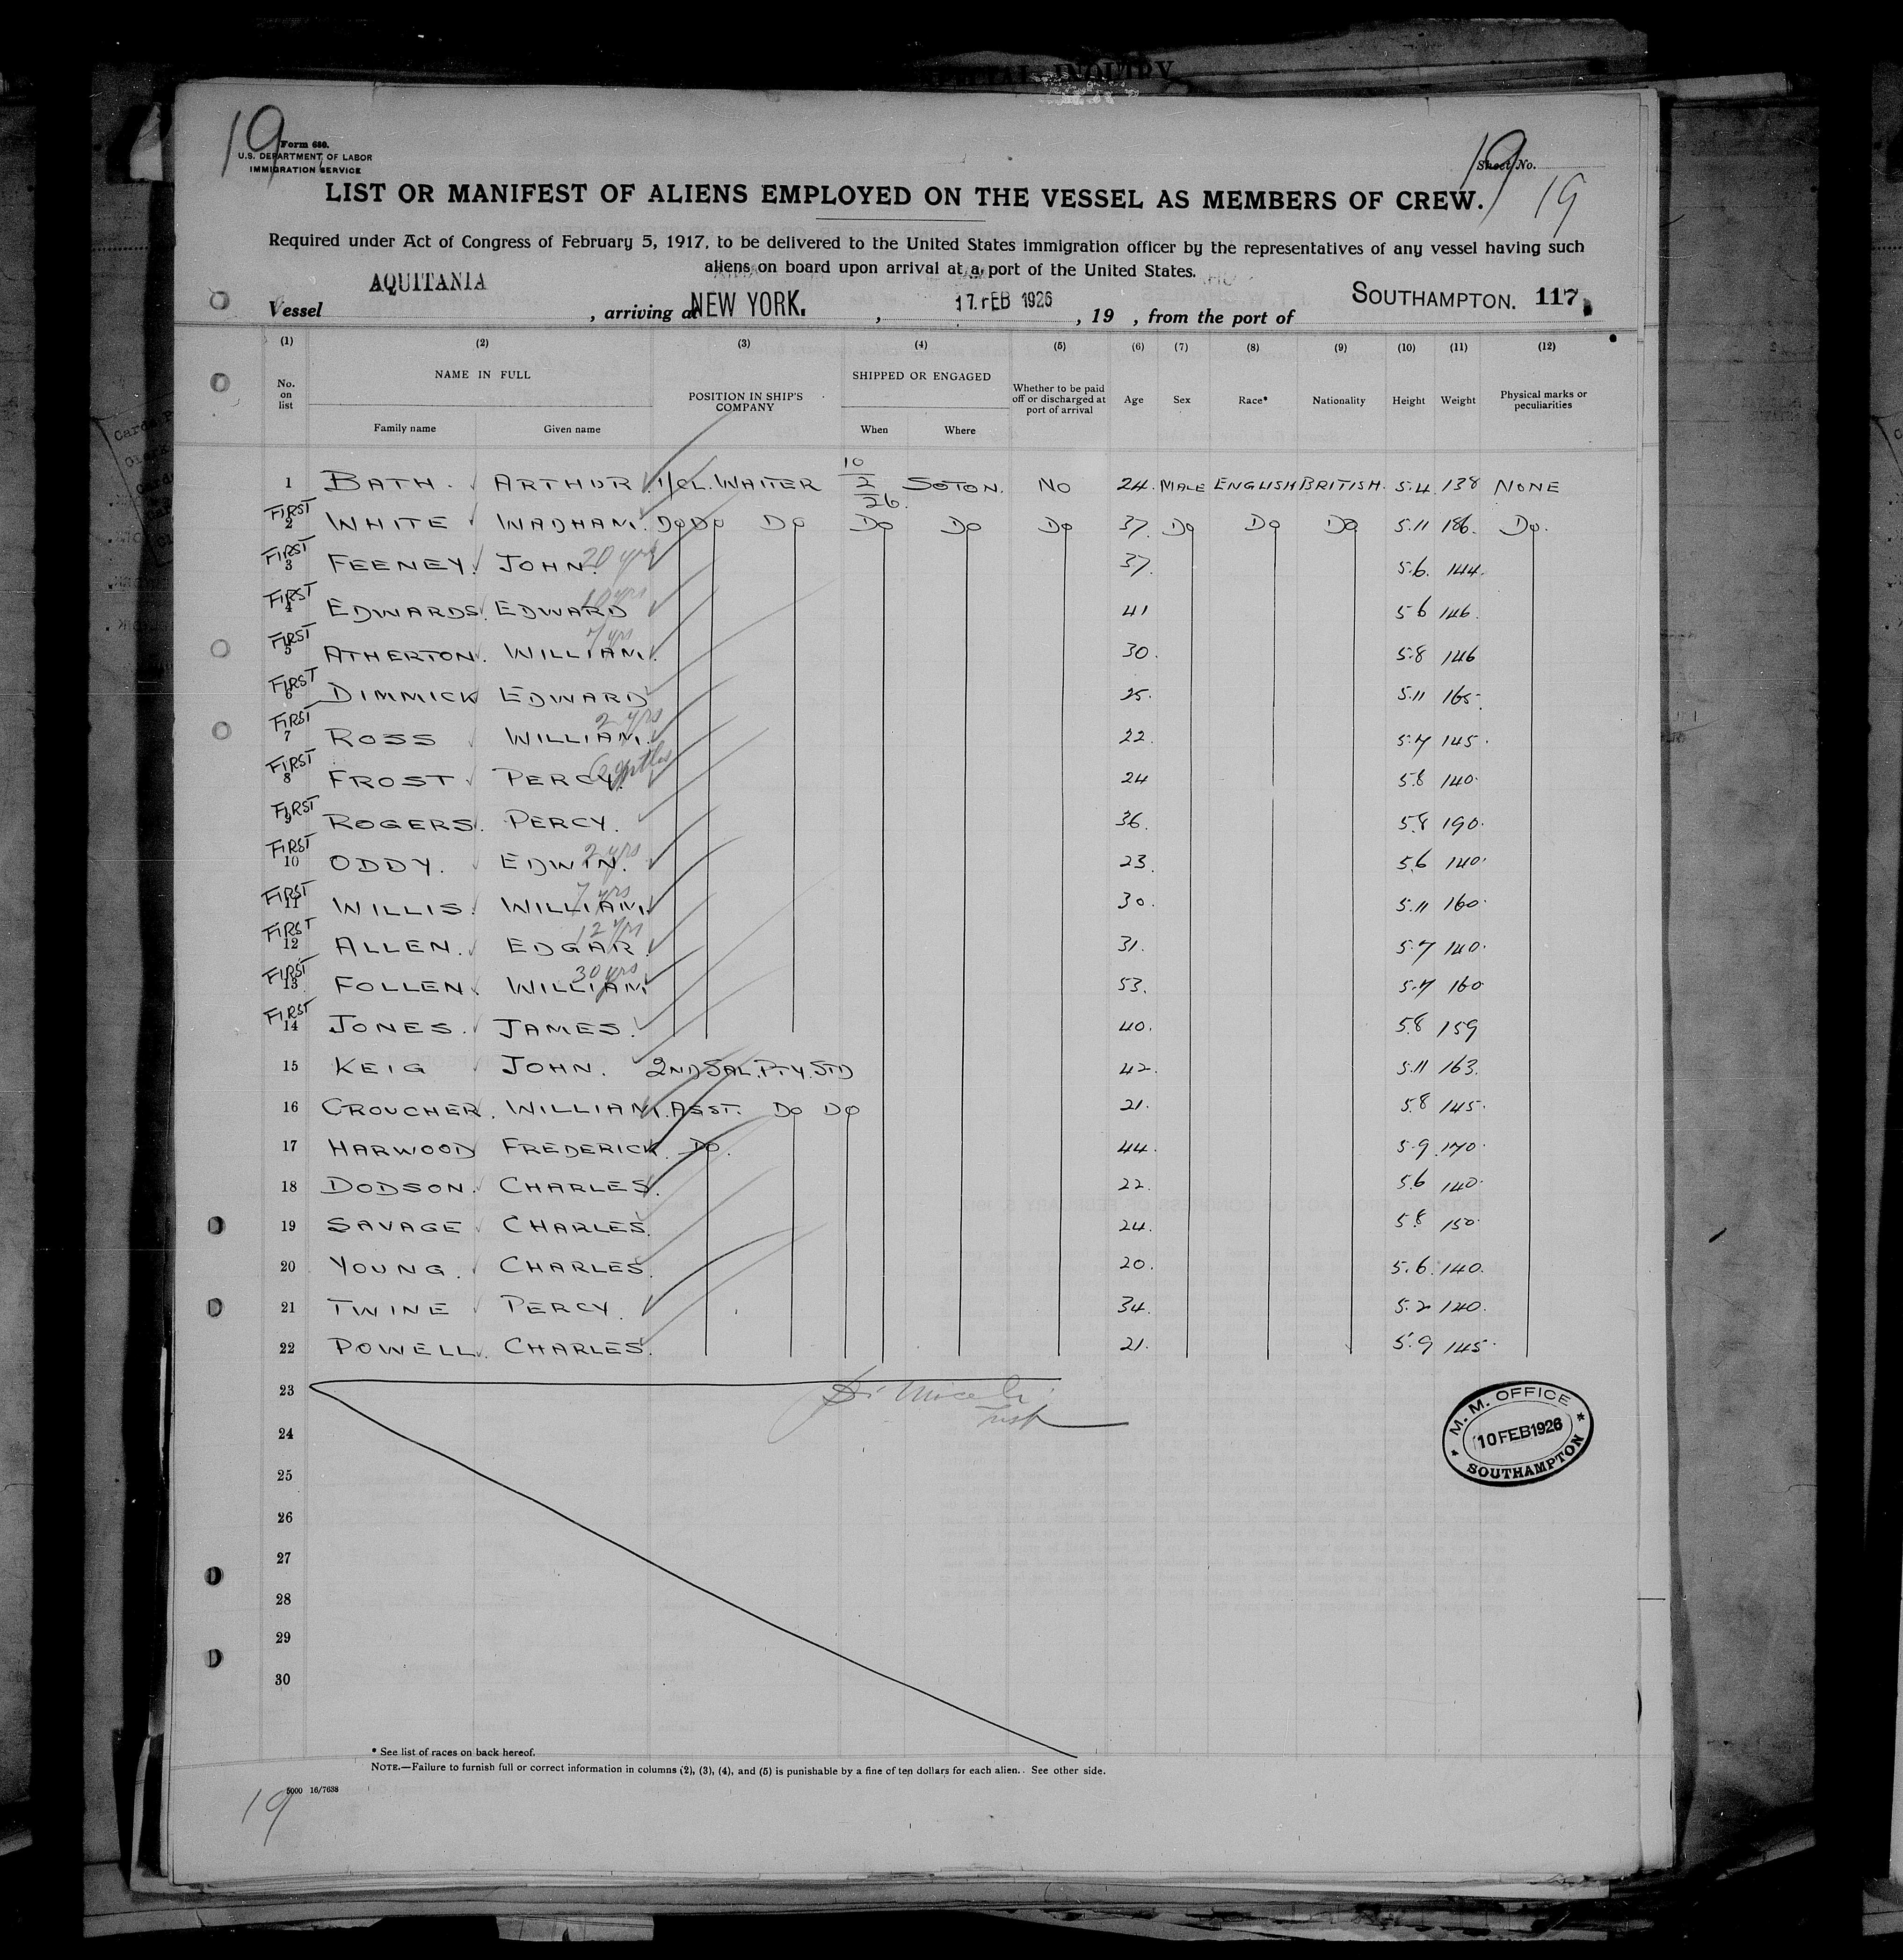 SPECIAL INQUIRY
19
Form 680.
U.S. DEPARTMENT OF LABOR
IMMIGRATION SERVICE
19
Sheet No.
19
LIST OR MANIFEST OF ALIENS EMPLOYED ON THE VESSEL AS MEMBERS OF CREW.
Required under Act of Congress of February 5, 1917, to be delivered to the United States immigration officer by the representatives of any vessel having such
aliens on board upon arrival at a port of the United States.
Vessel AQUITANIA, arriving at NEW YORK., 17 FEB 1926, 19 , from the port of SOUTHAMPTON. 117
(1) (2) (3) (4) (5) (6) (7) (8) (9) (10) (11) (12)
No. on list NAME IN FULL POSITION IN SHIP'S COMPANY SHIPPED OR ENGAGED Whether to be paid off or discharged at port of arrival Age Sex Race* Nationality Height Weight Physical marks or peculiarities
Family name Given name When Where
1 BATH. ARTHUR 1/CL. WAITER 10/2/26. SOTON. NO 24. MALE ENGLISH BRITISH. 5.4. 138 NONE
FIRST 2 WHITE WADHAM. DO DO DO DO DO DO 37. DO DO DO 5.11 186. DO.
FIRST 3 FEENEY. JOHN. 20 yrs 37. 5.6. 144.
FIRST 4 EDWARDS. EDWARD 10 yrs 41 5 6 146.
FIRST 5 ATHERTON. WILLIAM. 7 yrs 30. 5.8 146
FIRST 6 DIMMICK EDWARD 25. 5.11 165.
FIRST 7 ROSS WILLIAM. 2 yrs 22. 5.7 145.
FIRST 8 FROST PERCY. 6 mths 24 5.8 140.
FIRST 9 ROGERS. PERCY. 36. 5.8 190.
FIRST 10 ODDY. EDWIN. 2 yrs 23. 5.6 140.
FIRST 11 WILLIS. WILLIAM. 7 yrs 30. 5.11 160.
FIRST 12 ALLEN. EDGAR. 12 yrs 31. 5.7 140.
FIRST 13 FOLLEN. WILLIAM 30 yrs 53. 5.7 160
FIRST 14 JONES. JAMES. 40. 5.8 159
15 KEIG JOHN. 2ND SAL. PTY. STD 42. 5.11 163.
16 CROUCHER. WILLIAM. ASST. DO DO 21. 5.8 145.
17 HARWOOD FREDERICK. DO. 44. 5.9 170.
18 DODSON. CHARLES. 22. 5.6 140.
19 SAVAGE CHARLES. 24. 5.8 150.
20 YOUNG. CHARLES. 20. 5.6. 140.
21 TWINE PERCY. 34. 5.2 120.
22 POWELL. CHARLES. 21. 5.9 145.
23
24
25
26
27
28
29
30
M. M. OFFICE
10 FEB 1926
SOUTHAMPTON
* See list of races on back hereof.
NOTE.—Failure to furnish full or correct information in columns (2), (3), (4), and (5) is punishable by a fine of ten dollars for each alien. See other side.
5000 16/7638
19